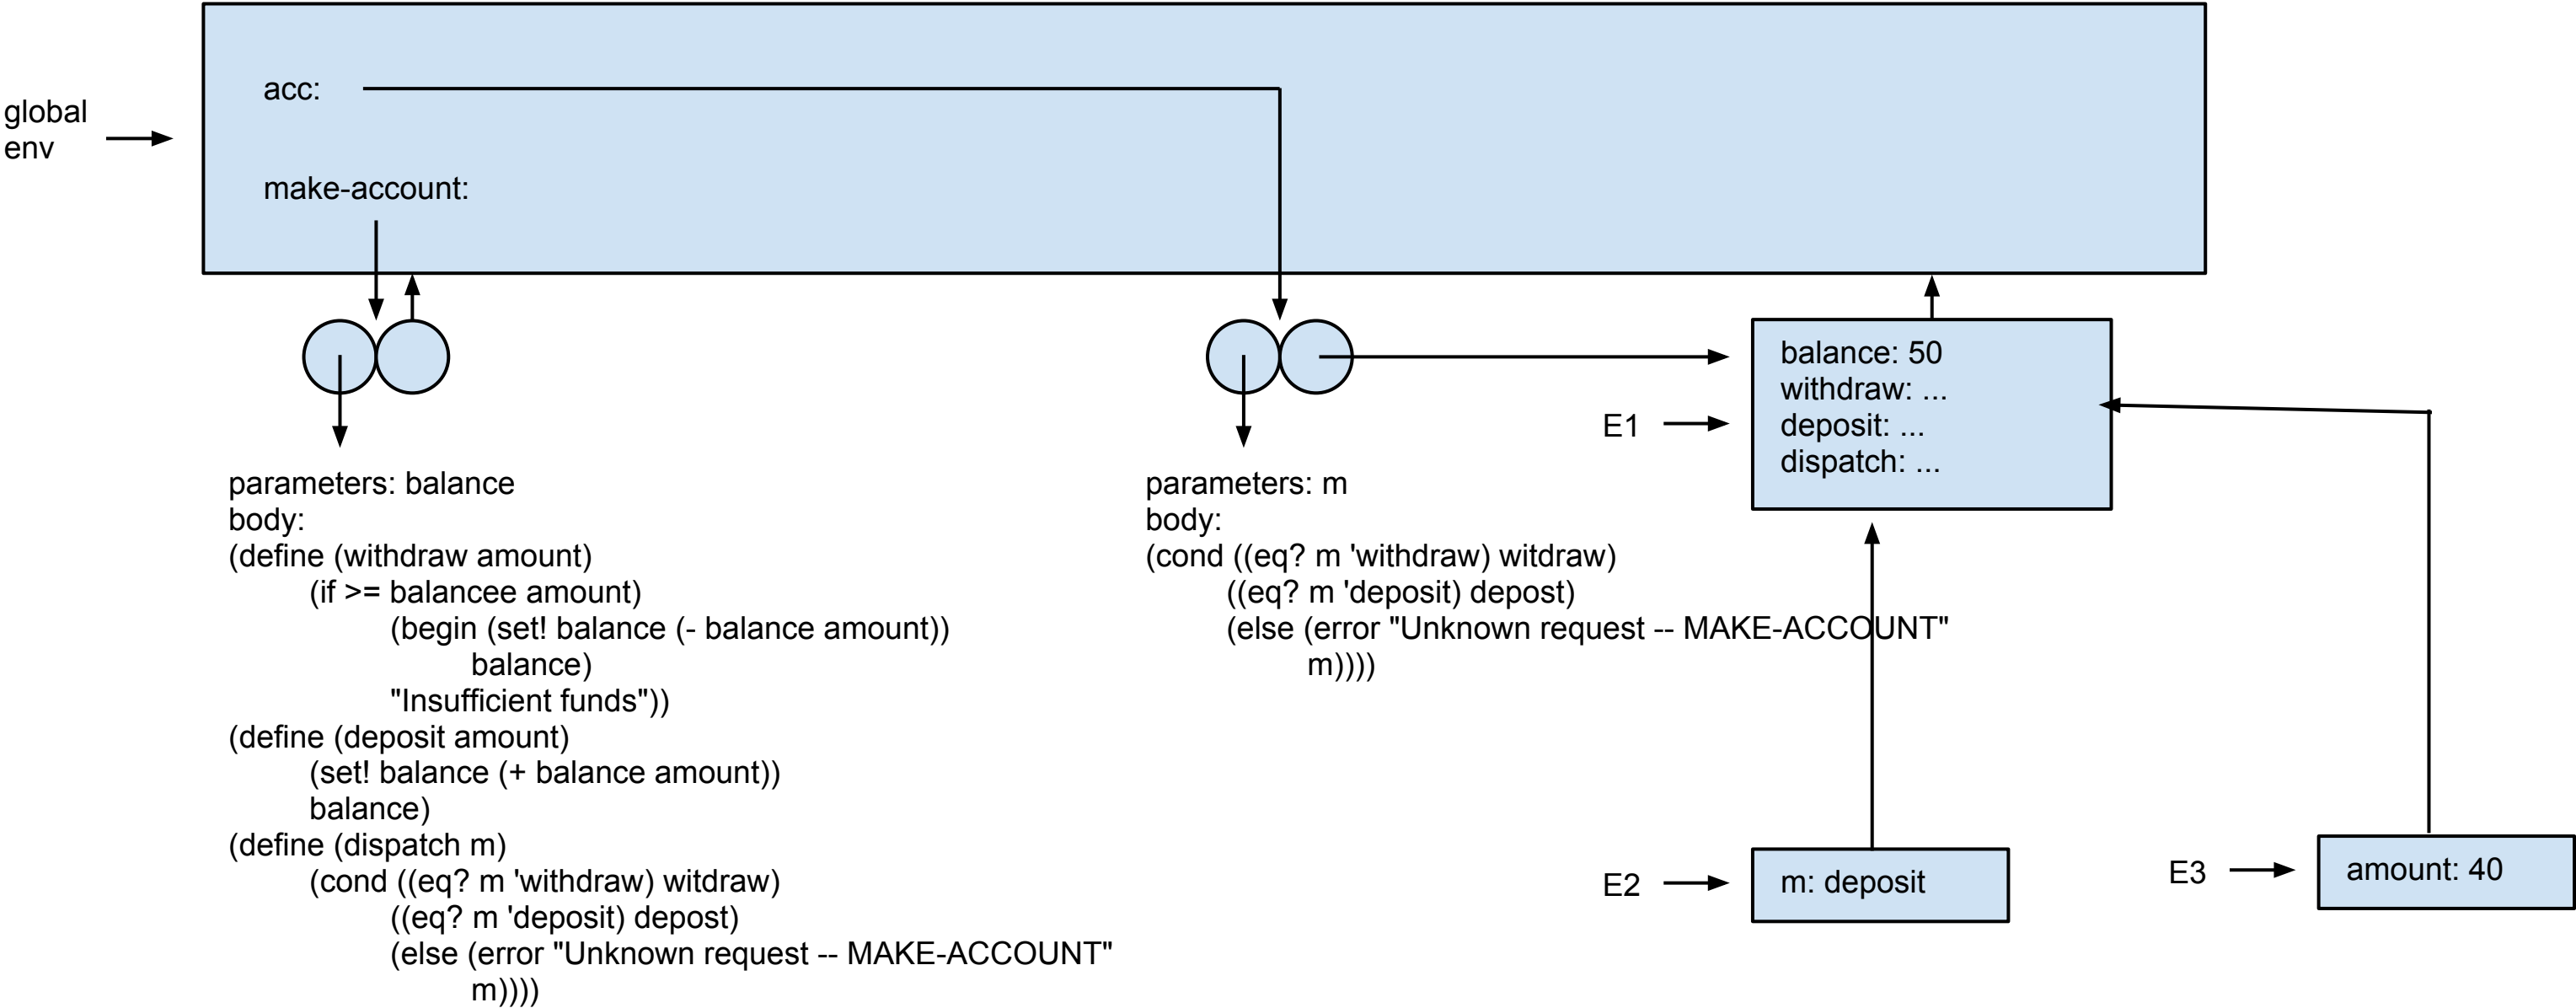 global
env
acc:
make-account:
parameters: balance
body:
(define (withdraw amount)
(if >= balancee amount)
(begin (set! balance (- balance amount))
balance)
"Insufficient funds"))
(define (deposit amount)
(set! balance (+ balance amount))
balance)
(define (dispatch m)
(cond ((eq? m 'withdraw) witdraw)
((eq? m 'deposit) depost)
(else (error "Unknown request -- MAKE-ACCOUNT"
m))))
parameters: m
body:
(cond ((eq? m 'withdraw) witdraw)
((eq? m 'deposit) depost)
(else (error "Unknown request -- MAKE-ACCOUNT"
m))))
E1
balance: 50
withdraw: ...
deposit: ...
dispatch: ...
E2
m: deposit
E3
amount: 40